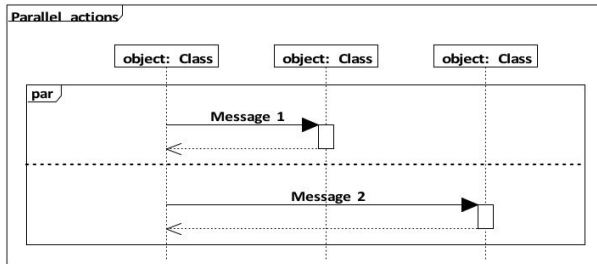 Parallel actions
object: Class object: Class object: Class
par
Message 1
Message 2